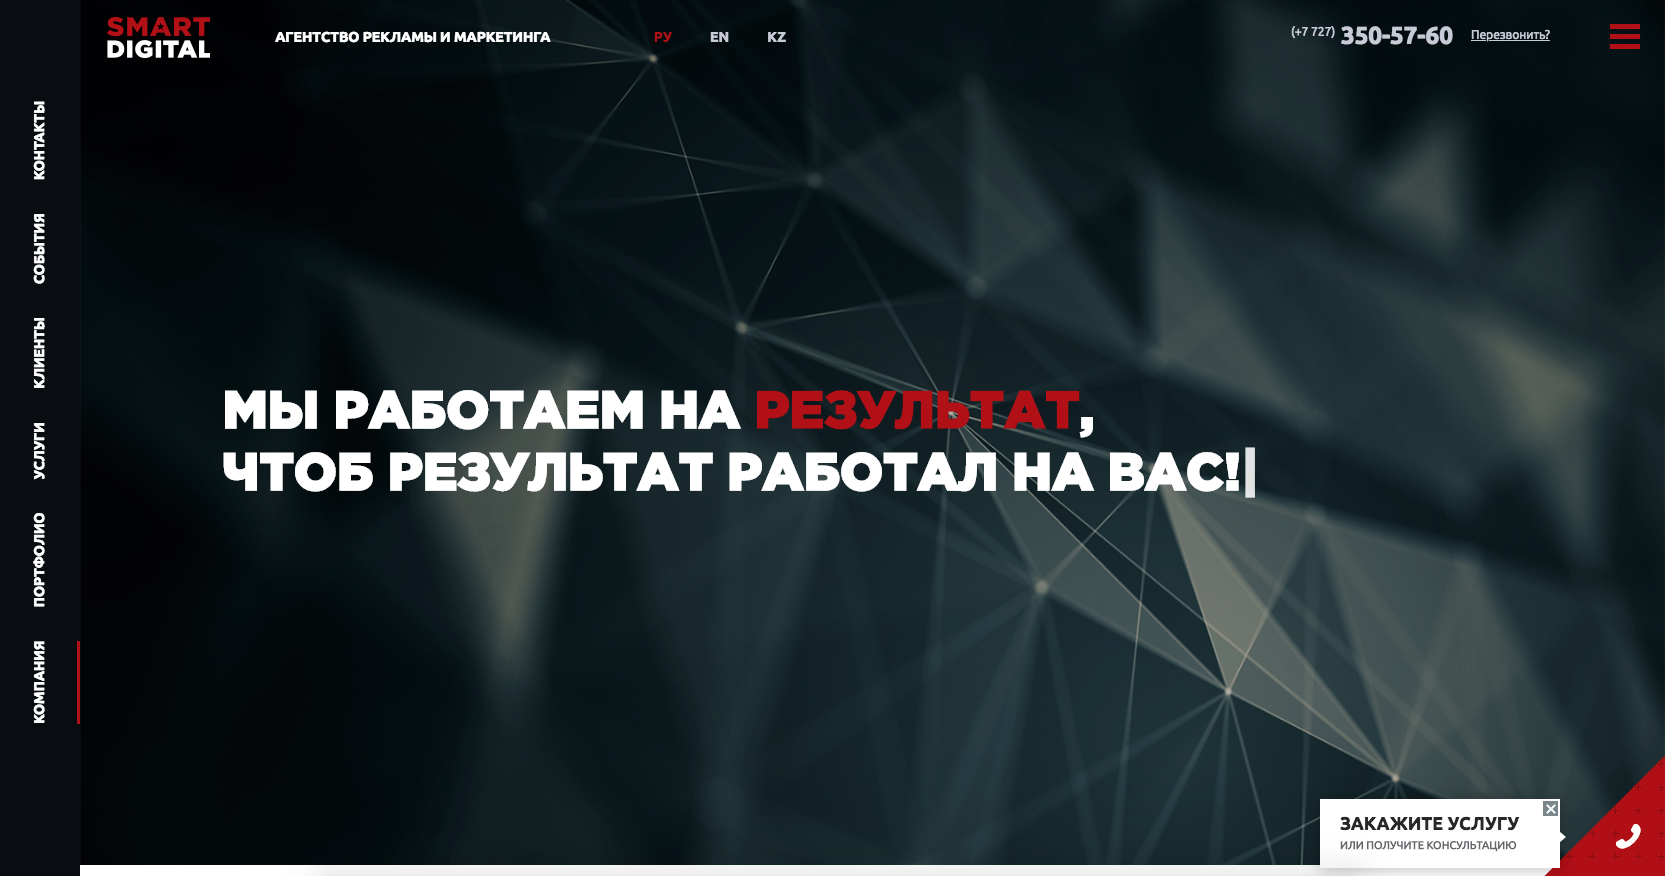 SMART
DIGITAL
АГЕНТСТВО РЕКЛАМЫ И МАРКЕТИНГА
РУ EN KZ
(+7 727) 350-57-60 Перезвонить?
КОНТАКТЫ
СОБЫТИЯ
КЛИЕНТЫ
УСЛУГИ
ПОРТФОЛИО
КОМПАНИЯ
МЫ РАБОТАЕМ НА РЕЗУЛЬТАТ,
ЧТОБ РЕЗУЛЬТАТ РАБОТАЛ НА ВАС!
ЗАКАЖИТЕ УСЛУГУ
ИЛИ ПОЛУЧИТЕ КОНСУЛЬТАЦИЮ